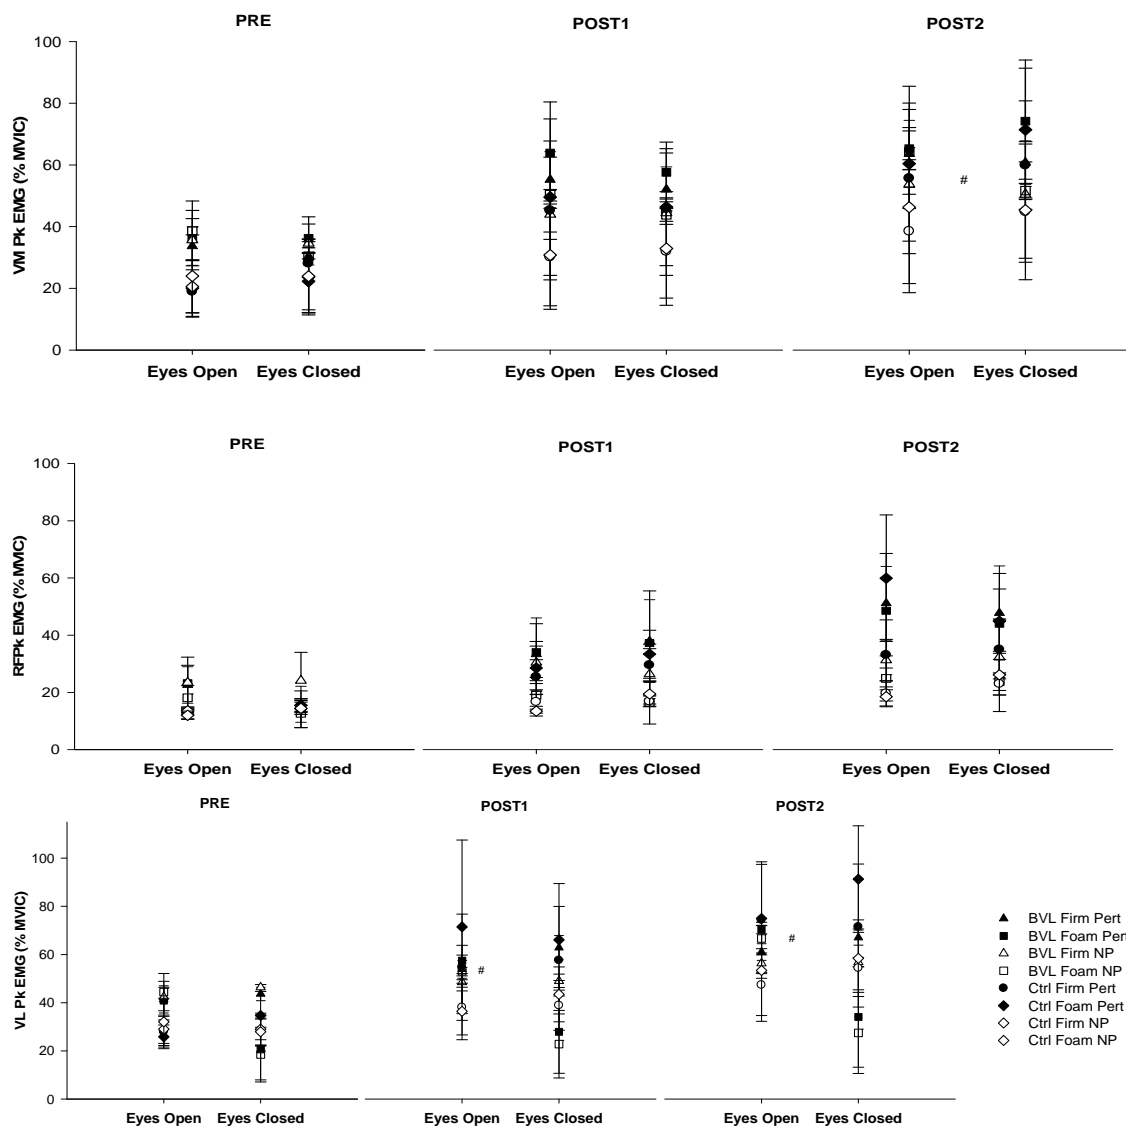 PRE POST1 POST2
VM Pk EMG (% MVIC)
100
80
60
40
20
0
#
Eyes Open Eyes Closed Eyes Open Eyes Closed Eyes Open Eyes Closed
PRE POST1 POST2
RFPk EMG (% MMC)
100
80
60
40
20
0
Eyes Open Eyes Closed Eyes Open Eyes Closed Eyes Open Eyes Closed
PRE POST1 POST2
VL Pk EMG (% MVIC)
100
80
60
40
20
0
#
#
Eyes Open Eyes Closed Eyes Open Eyes Closed Eyes Open Eyes Closed
BVL Firm Pert
BVL Foam Pert
BVL Firm NP
BVL Foam NP
Ctrl Firm Pert
Ctrl Foam Pert
Ctrl Firm NP
Ctrl Foam NP